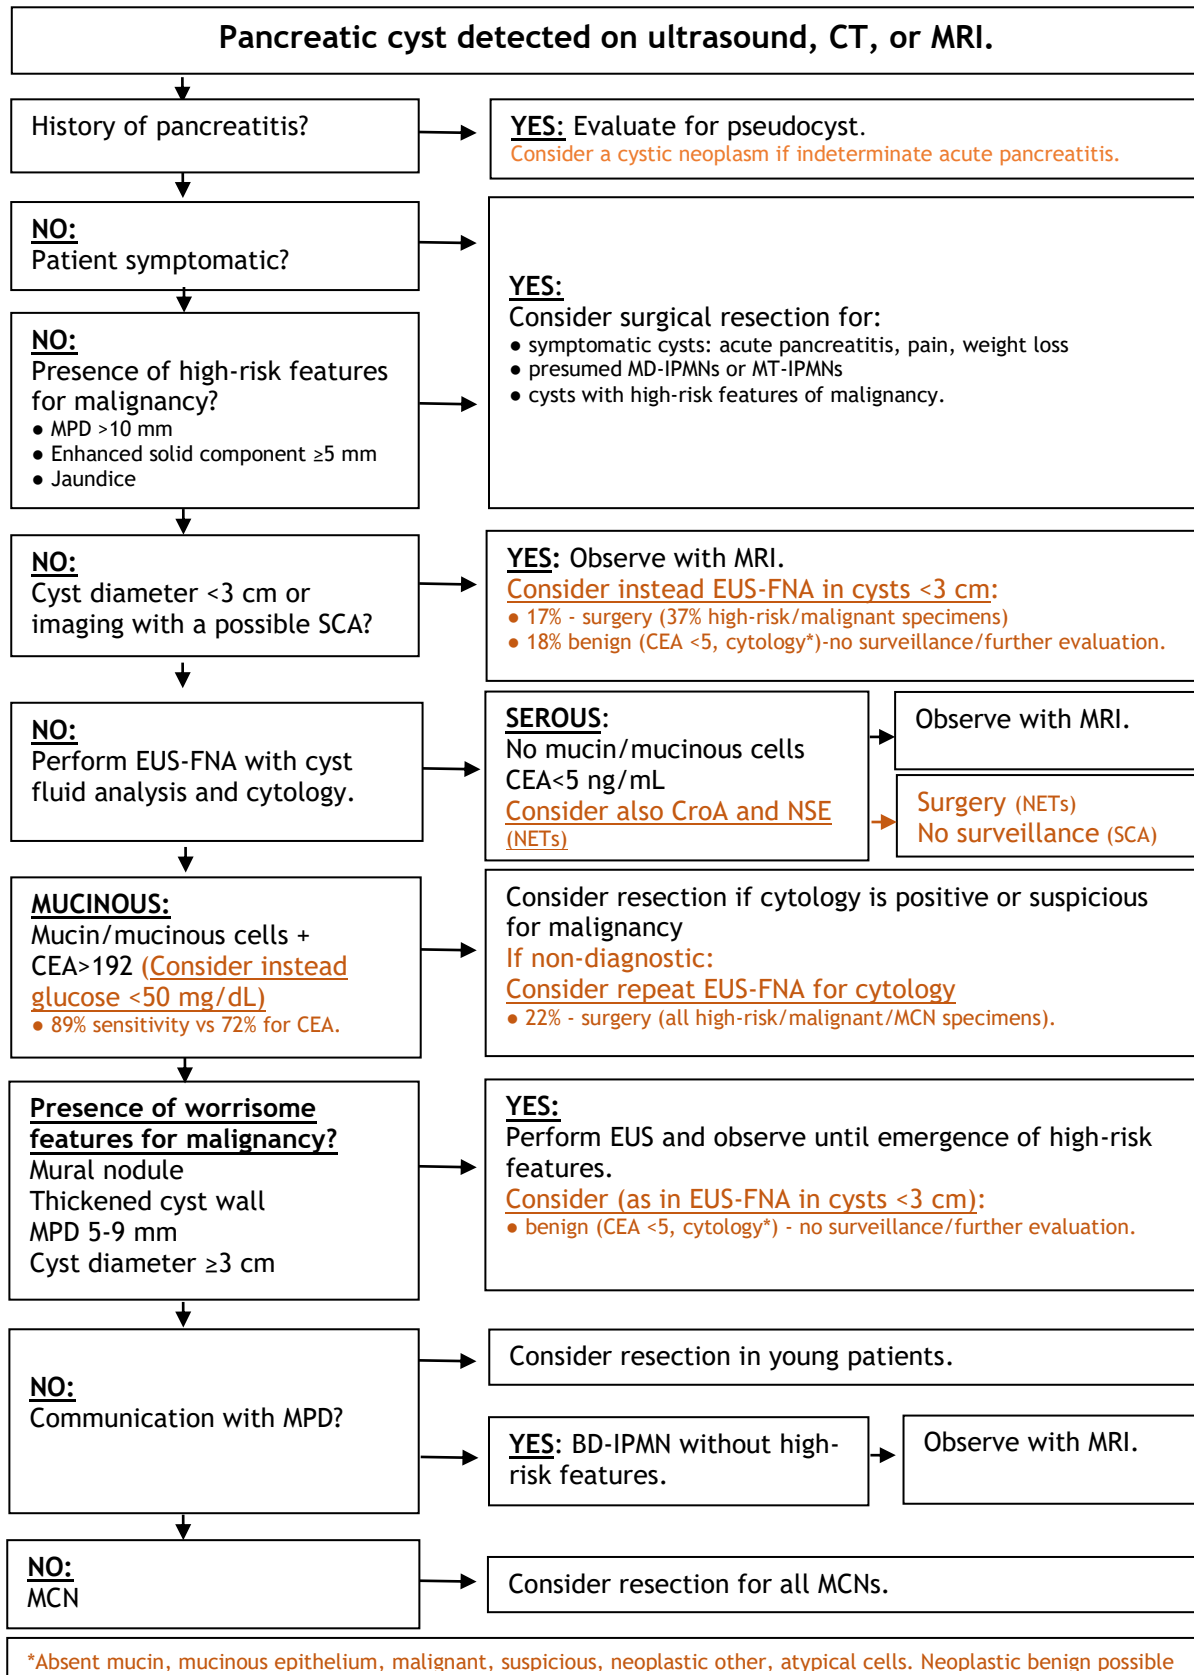 Pancreatic cyst detected on ultrasound, CT, or MRI.
History of pancreatitis?
YES: Evaluate for pseudocyst.
Consider a cystic neoplasm if indeterminate acute pancreatitis.
NO:
Patient symptomatic?
YES:
Consider surgical resection for:
● symptomatic cysts: acute pancreatitis, pain, weight loss
● presumed MD-IPMNs or MT-IPMNs
● cysts with high-risk features of malignancy.
NO:
Presence of high-risk features
for malignancy?
● MPD >10 mm
● Enhanced solid component ≥5 mm
● Jaundice
NO:
Cyst diameter <3 cm or
imaging with a possible SCA?
YES: Observe with MRI.
Consider instead EUS-FNA in cysts <3 cm:
● 17% - surgery (37% high-risk/malignant specimens)
● 18% benign (CEA <5, cytology*)-no surveillance/further evaluation.
NO:
Perform EUS-FNA with cyst
fluid analysis and cytology.
SEROUS:
No mucin/mucinous cells
CEA<5 ng/mL
Consider also CroA and NSE
(NETs)
Observe with MRI.
Surgery (NETs)
No surveillance (SCA)
MUCINOUS:
Mucin/mucinous cells +
CEA>192 (Consider instead
glucose <50 mg/dL)
● 89% sensitivity vs 72% for CEA.
Consider resection if cytology is positive or suspicious
for malignancy
If non-diagnostic:
Consider repeat EUS-FNA for cytology
● 22% - surgery (all high-risk/malignant/MCN specimens).
Presence of worrisome
features for malignancy?
Mural nodule
Thickened cyst wall
MPD 5-9 mm
Cyst diameter ≥3 cm
YES:
Perform EUS and observe until emergence of high-risk
features.
Consider (as in EUS-FNA in cysts <3 cm):
● benign (CEA <5, cytology*) - no surveillance/further evaluation.
NO:
Communication with MPD?
Consider resection in young patients.
YES: BD-IPMN without high-
risk features.
Observe with MRI.
NO:
MCN
Consider resection for all MCNs.
*Absent mucin, mucinous epithelium, malignant, suspicious, neoplastic other, atypical cells. Neoplastic benign possible